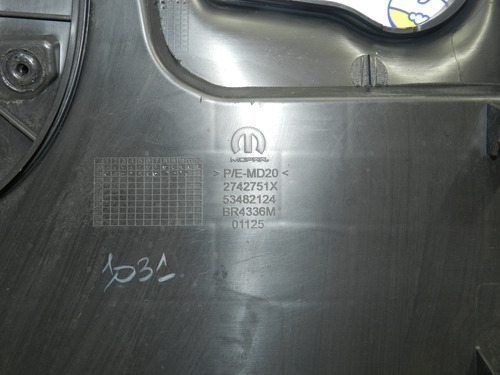 MOPAR
> P/E-MD20 <
2742751X
53482124
BR4336M
01125
1031